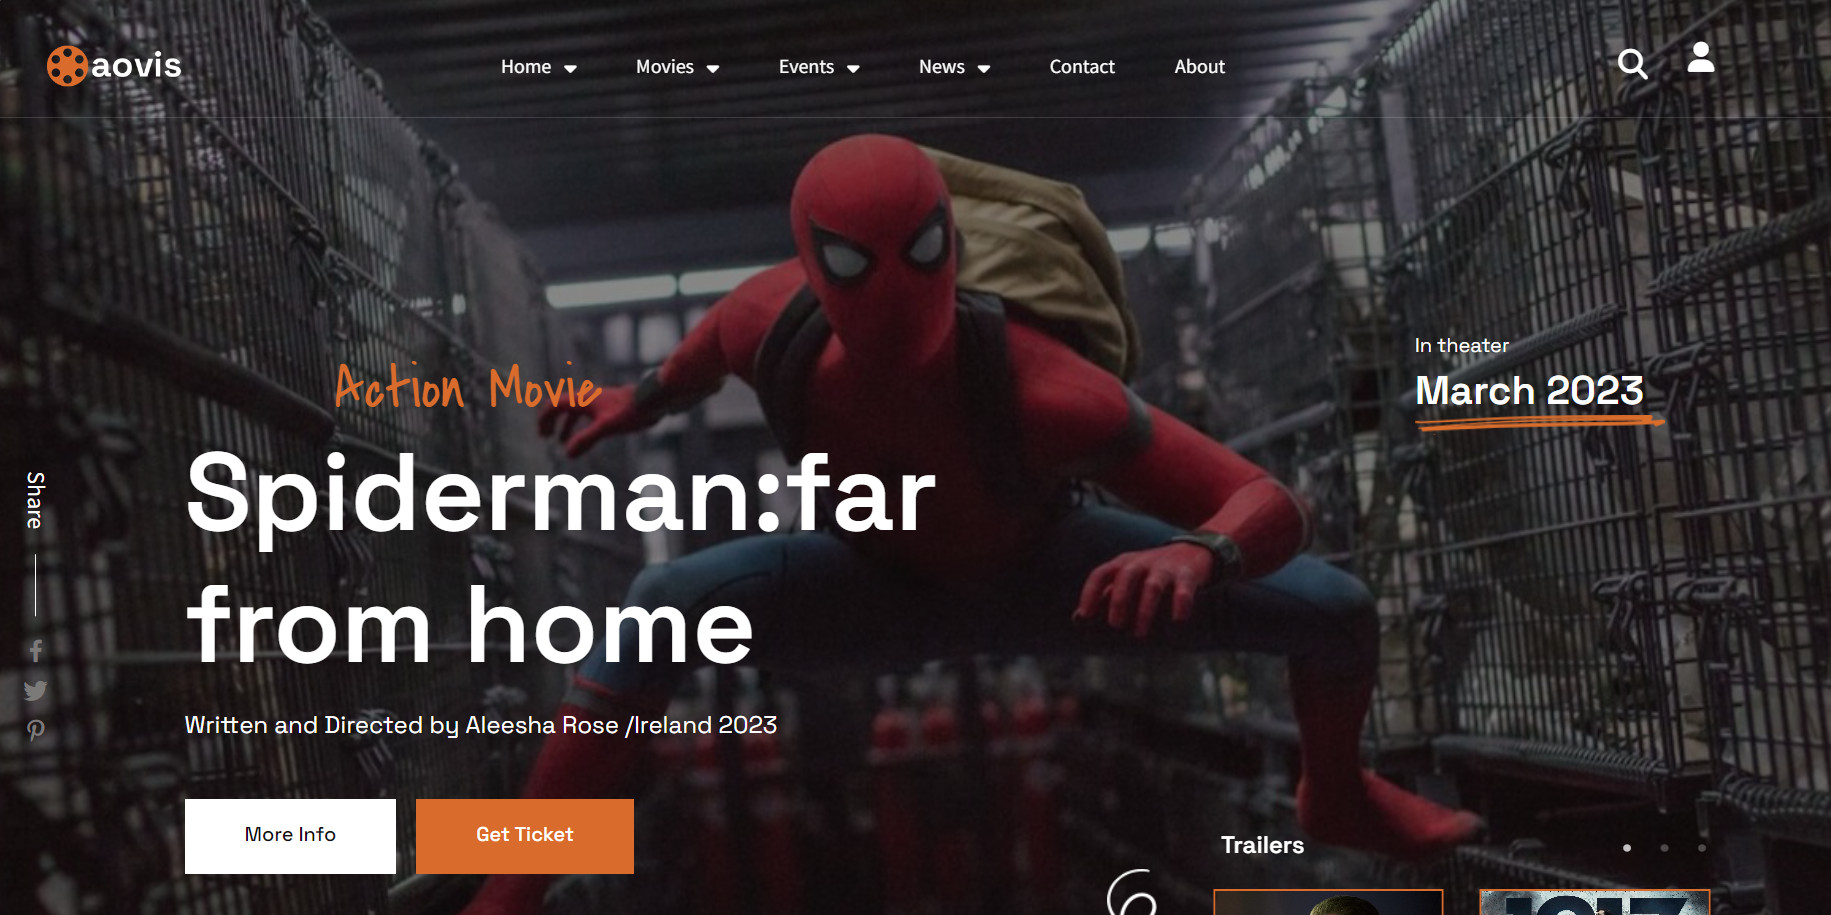 aovis
Home Movies Events News Contact About
In theater
March 2023
Action Movie
Spiderman:far
from home
Share
Written and Directed by Aleesha Rose /Ireland 2023
More Info Get Ticket
Trailers